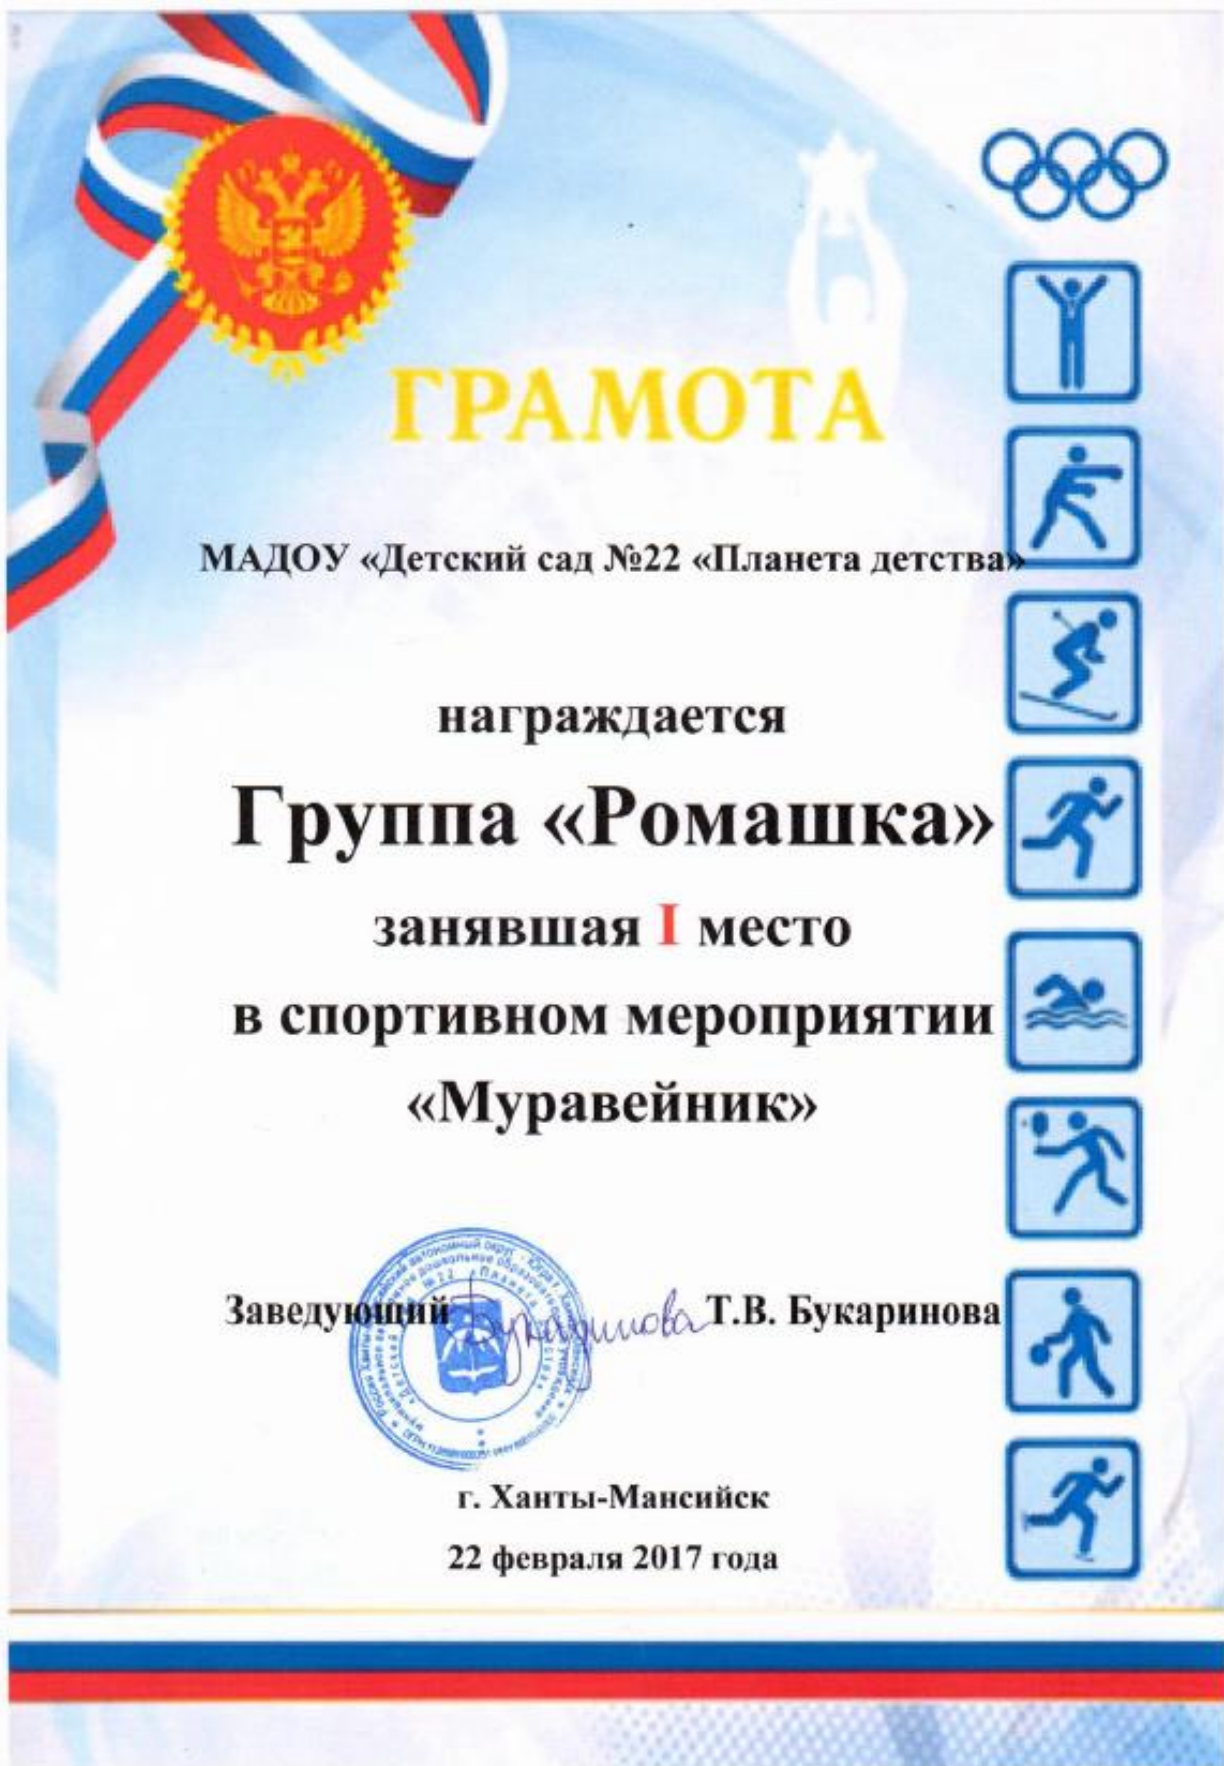 ГРАМОТА
МАДОУ «Детский сад №22 «Планета детства»
награждается
Группа «Ромашка»
занявшая I место
в спортивном мероприятии
«Муравейник»
Заведующий Букаринова Т.В. Букаринова
г. Ханты-Мансийск
22 февраля 2017 года